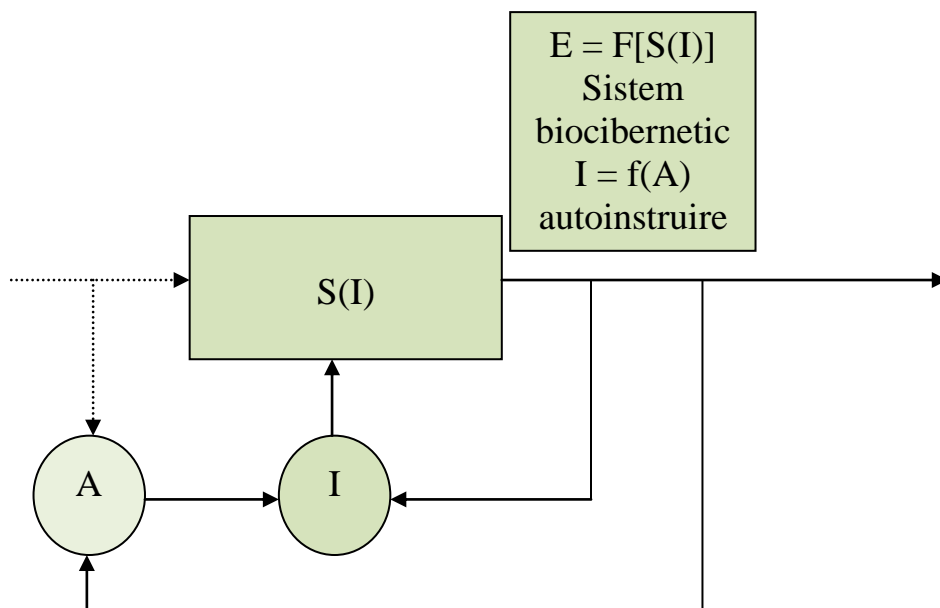 E = F[S(I)]
Sistem
biocibernetic
I = f(A)
autoinstruire
S(I)
A
I